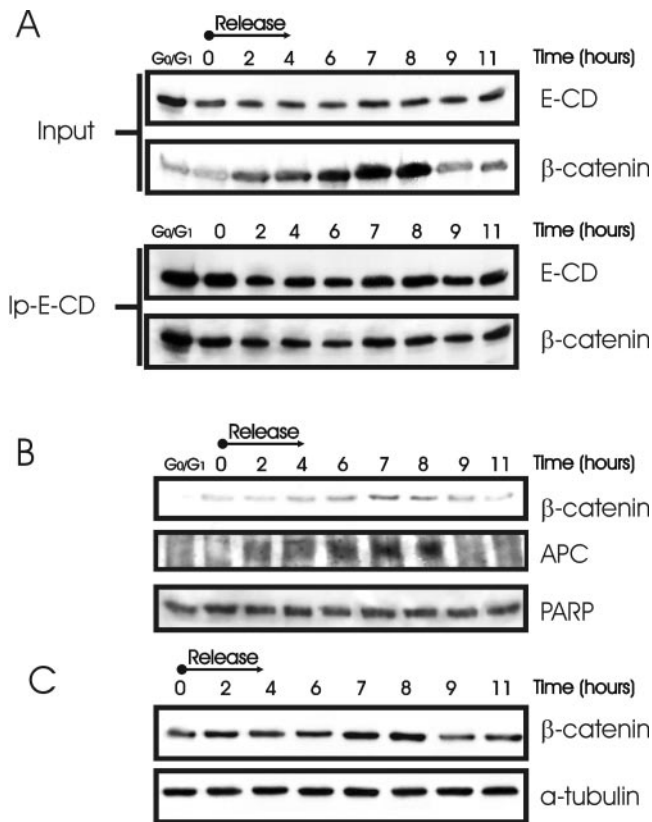 A
Release
G0/G1 0 2 4 6 7 8 9 11 Time (hours)
Input
E-CD
β-catenin
G0/G1 0 2 4 6 7 8 9 11 Time (hours)
Ip-E-CD
E-CD
β-catenin
B
Release
G0/G1 0 2 4 6 7 8 9 11 Time (hours)
β-catenin
APC
PARP
C
Release
0 2 4 6 7 8 9 11 Time (hours)
β-catenin
α-tubulin